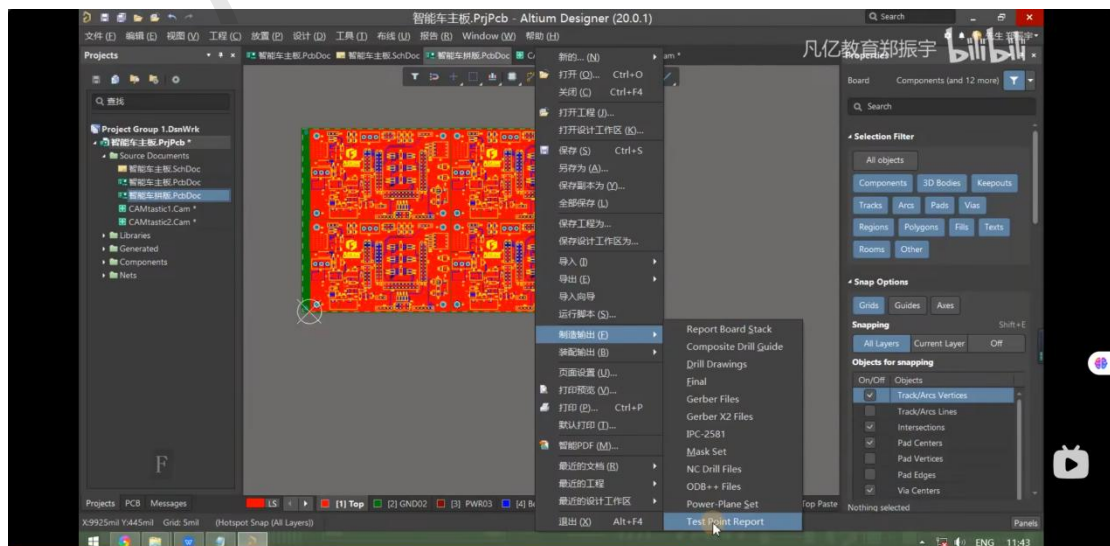 智能车主板.PrjPcb - Altium Designer (20.0.1)
Search
文件(F) 编辑(E) 视图(V) 工程(C) 放置(P) 设计(D) 工具(T) 布线(U) 报告(R) Window(W) 帮助(H)
凡亿教育郑振宇 bilibili
Projects
智能车主板.PcbDoc 智能车主板.SchDoc 智能车拼板.PcbDoc
Properties
Board Components (and 12 more)
查找
Search
Project Group 1.DsnWrk
智能车主板.PrjPcb *
Source Documents
智能车主板.SchDoc
智能车主板.PcbDoc
智能车拼板.PcbDoc
CAMtastic1.Cam *
CAMtastic2.Cam *
Libraries
Generated
Components
Nets
新的... (N)
打开(O)... Ctrl+O
关闭(C) Ctrl+F4
打开工程(J)...
打开设计工作区(K)...
保存(S) Ctrl+S
另存为(A)...
保存副本为(Y)...
全部保存(L)
保存工程为...
保存设计工作区为...
导入(I)
导出(E)
导入向导
运行脚本(S)...
制造输出(F)
装配输出(B)
页面设置(U)...
打印预览(V)...
打印(P)... Ctrl+P
默认打印(T)...
智能PDF(M)...
最近的文档(R)
最近的工程
最近的设计工作区
退出(X) Alt+F4
Report Board Stack
Composite Drill Guide
Drill Drawings
Final
Gerber Files
Gerber X2 Files
IPC-2581
Mask Set
NC Drill Files
ODB++ Files
Power-Plane Set
Test Point Report
Selection Filter
All objects
Components 3D Bodies Keepouts
Tracks Arcs Pads Vias
Regions Polygons Fills Texts
Rooms Other
Snap Options
Grids Guides Axes
Snapping Shift+E
All Layers Current Layer Off
Objects for snapping
On/Off Objects
Track/Arcs Vertices
Track/Arcs Lines
Intersections
Pad Centers
Pad Vertices
Pad Edges
Via Centers
Nothing selected
F
Projects PCB Messages
LS [1] Top [2] GND02 [3] PWR03 [4]
Top Paste
X:9925mil Y:445mil Grid: 5mil (Hotspot Snap (All Layers))
Panels
ENG 11:43